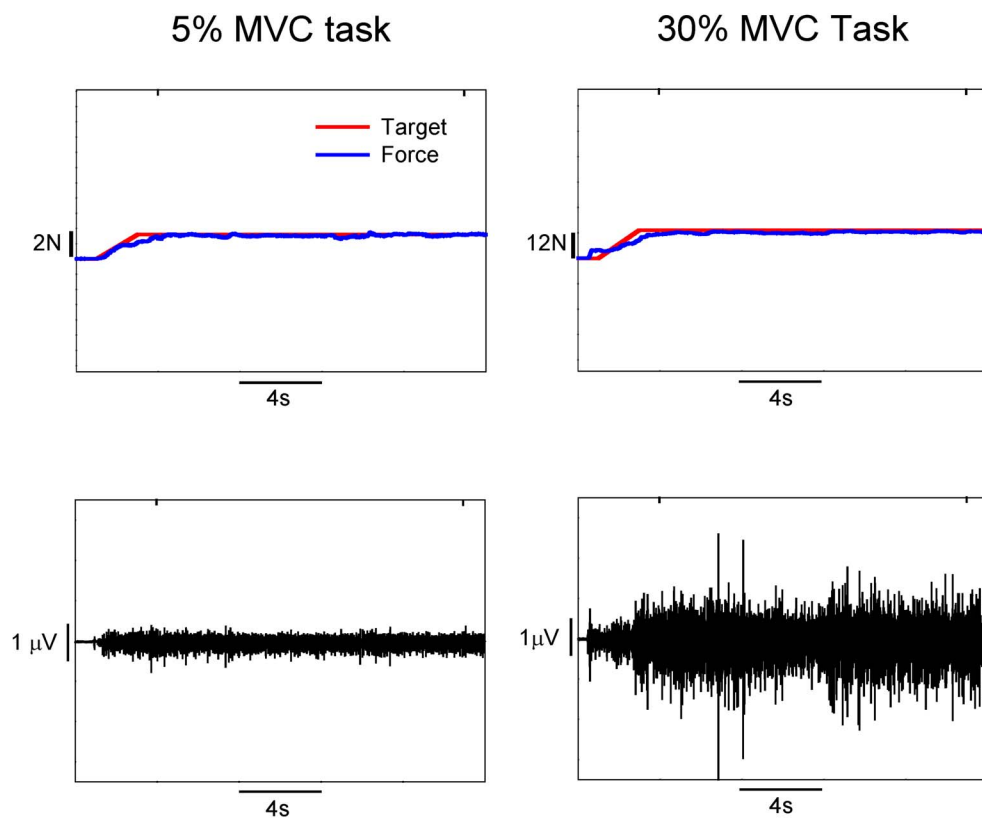 5% MVC task
30% MVC Task
Target
Force
2N
12N
4s
4s
1 μV
1μV
4s
4s